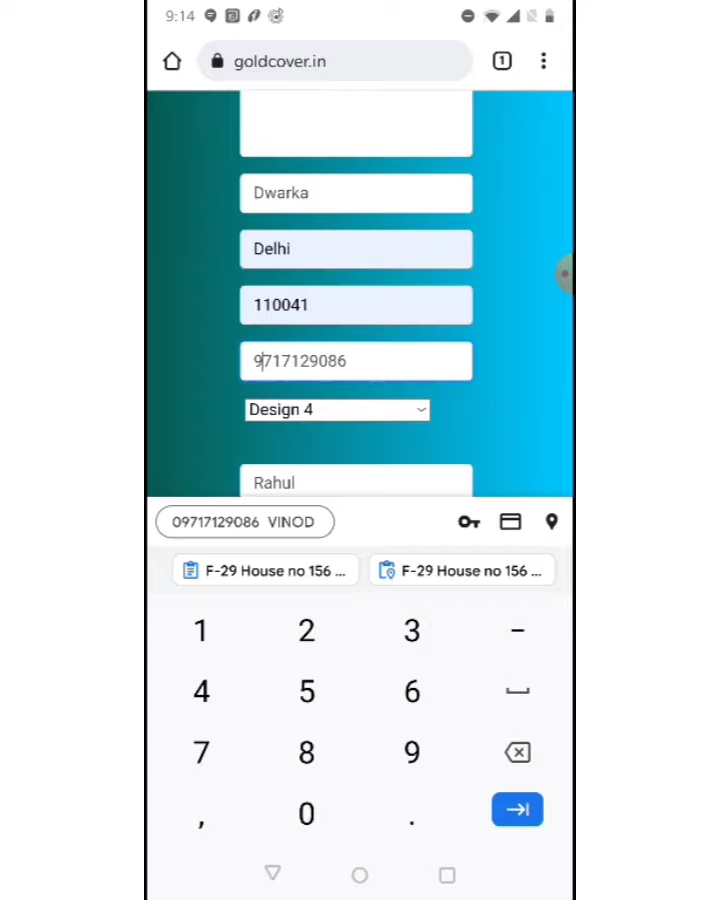 9:14
goldcover.in
1
Dwarka
Delhi
110041
9717129086
Design 4
Rahul
09717129086 VINOD
F-29 House no 156 ... F-29 House no 156 ...
1 2 3 -
4 5 6
7 8 9
, 0 .